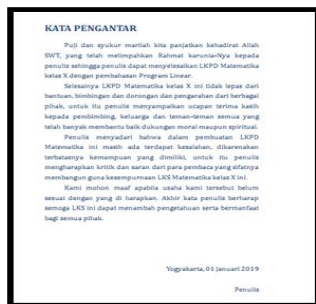 KATA PENGANTAR
Puji dan syukur marilah kita panjatkan kehadirat Allah
SWT, yang telah melimpahkan Rahmat karunia-Nya kepada
penulis sehingga penulis dapat menyelesaikan LKPD Matematika
kelas X dengan pembahasan Program Linear.
Selesainya LKPD Matematika kelas X ini tidak lepas dari
bantuan, bimbingan dan dorongan dan pengarahan dari berbagai
pihak, untuk itu penulis menyampaikan ucapan terima kasih
kepada pembimbing, keluarga dan teman-teman semua yang
telah banyak membantu baik dukungan moral maupun spiritual.
Penulis menyadari bahwa dalam pembuatan LKPD
Matematika ini masih ada terdapat kesalahan, dikarenakan
terbatasnya kemampuan yang dimiliki, untuk itu penulis
mengharapkan kritik dan saran dari para pembaca yang sifatnya
membangun guna kesempurnaan LKS Matematika kelas X ini.
Kami mohon maaf apabila usaha kami tersebut belum
sesuai dengan yang di harapkan. Akhir kata penulis berharap
semoga LKS ini dapat menambah pengetahuan serta bermanfaat
bagi semua pihak.
Yogyakarta, 01 Januari 2019
Penulis